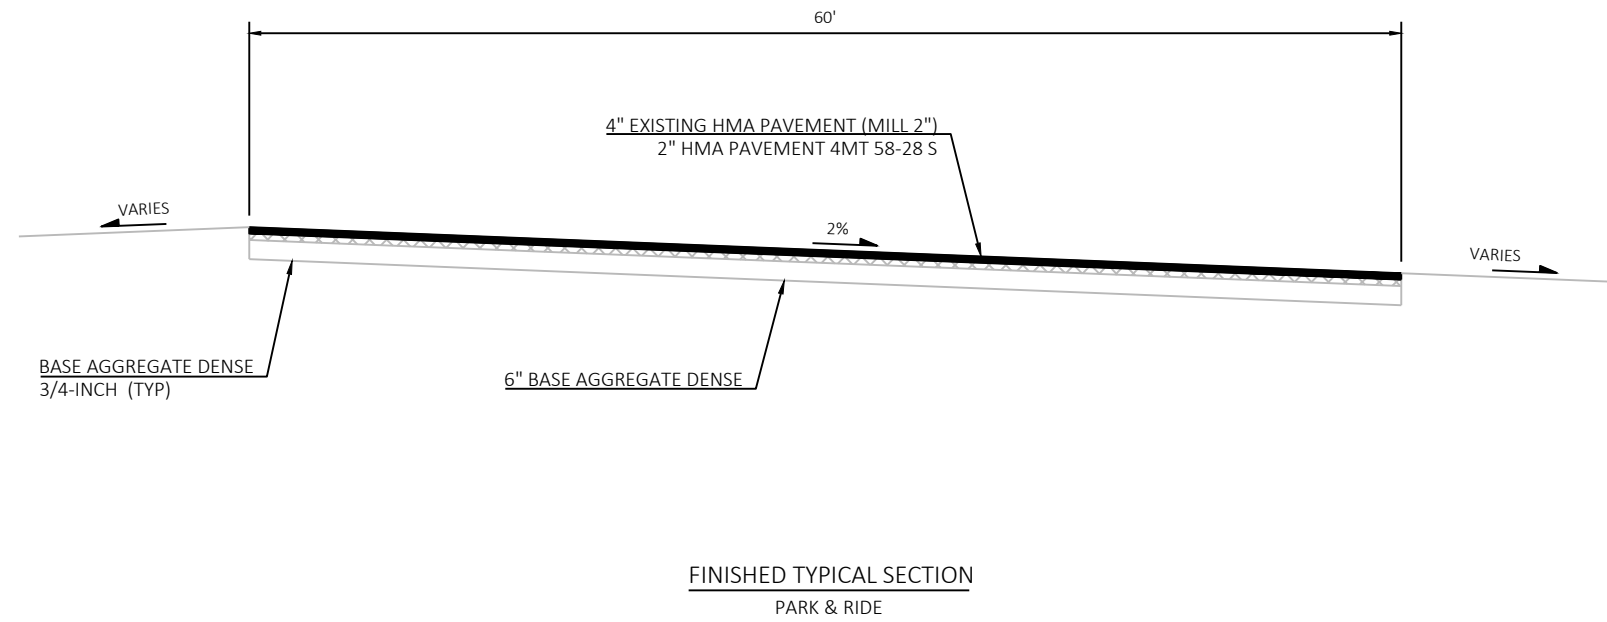 60'
4" EXISTING HMA PAVEMENT (MILL 2")
2" HMA PAVEMENT 4MT 58-28 S
VARIES
2%
VARIES
BASE AGGREGATE DENSE
3/4-INCH (TYP)
6" BASE AGGREGATE DENSE
FINISHED TYPICAL SECTION
PARK & RIDE